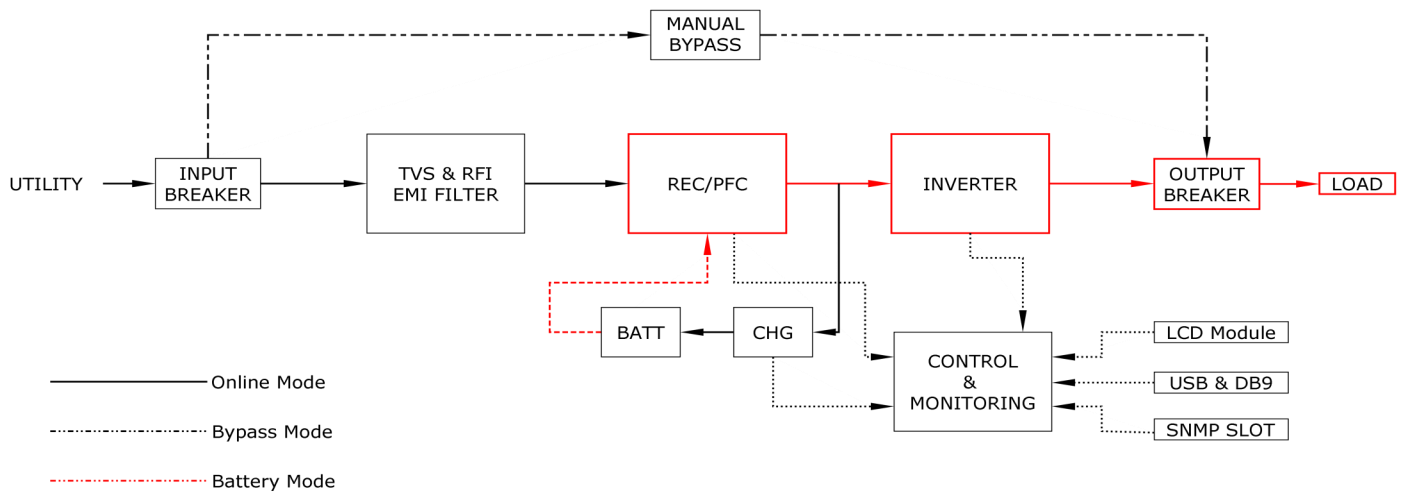 MANUAL
BYPASS
UTILITY
INPUT
BREAKER
TVS & RFI
EMI FILTER
REC/PFC
INVERTER
OUTPUT
BREAKER
LOAD
BATT
CHG
CONTROL
&
MONITORING
LCD Module
USB & DB9
SNMP SLOT
Online Mode
Bypass Mode
Battery Mode